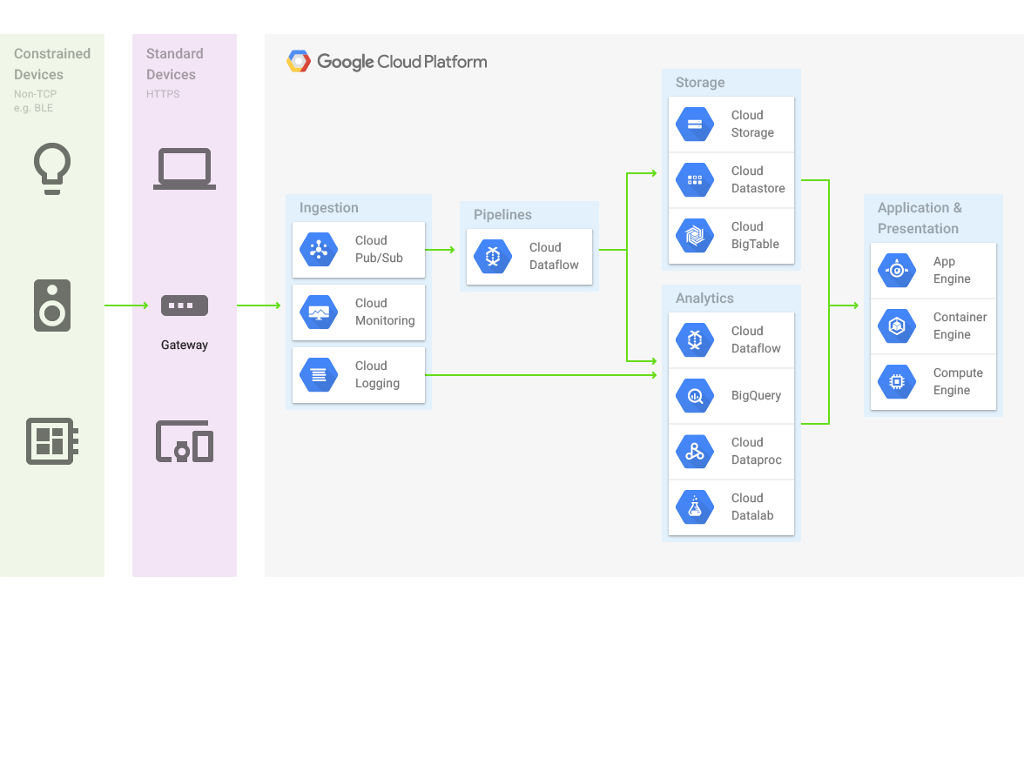 Constrained
Devices
Non-TCP
e.g. BLE
Standard
Devices
HTTPS
Gateway
Google Cloud Platform
Ingestion
Cloud
Pub/Sub
Cloud
Monitoring
Cloud
Logging
Pipelines
Cloud
Dataflow
Storage
Cloud
Storage
Cloud
Datastore
Cloud
BigTable
Analytics
Cloud
Dataflow
BigQuery
Cloud
Dataproc
Cloud
Datalab
Application &
Presentation
App
Engine
Container
Engine
Compute
Engine